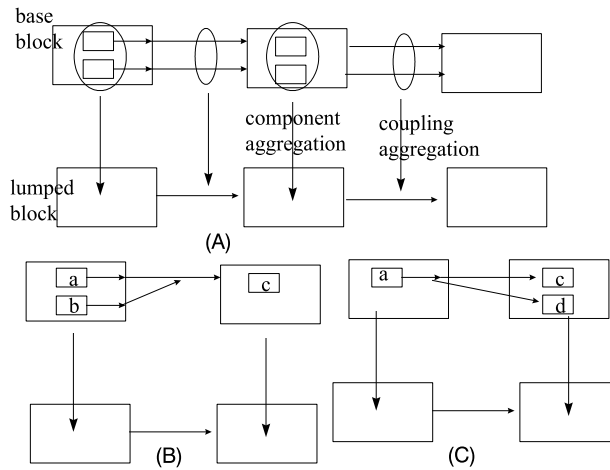 base
block
component
aggregation
coupling
aggregation
lumped
block
(A)
a
b
c
a
c
d
(B)
(C)